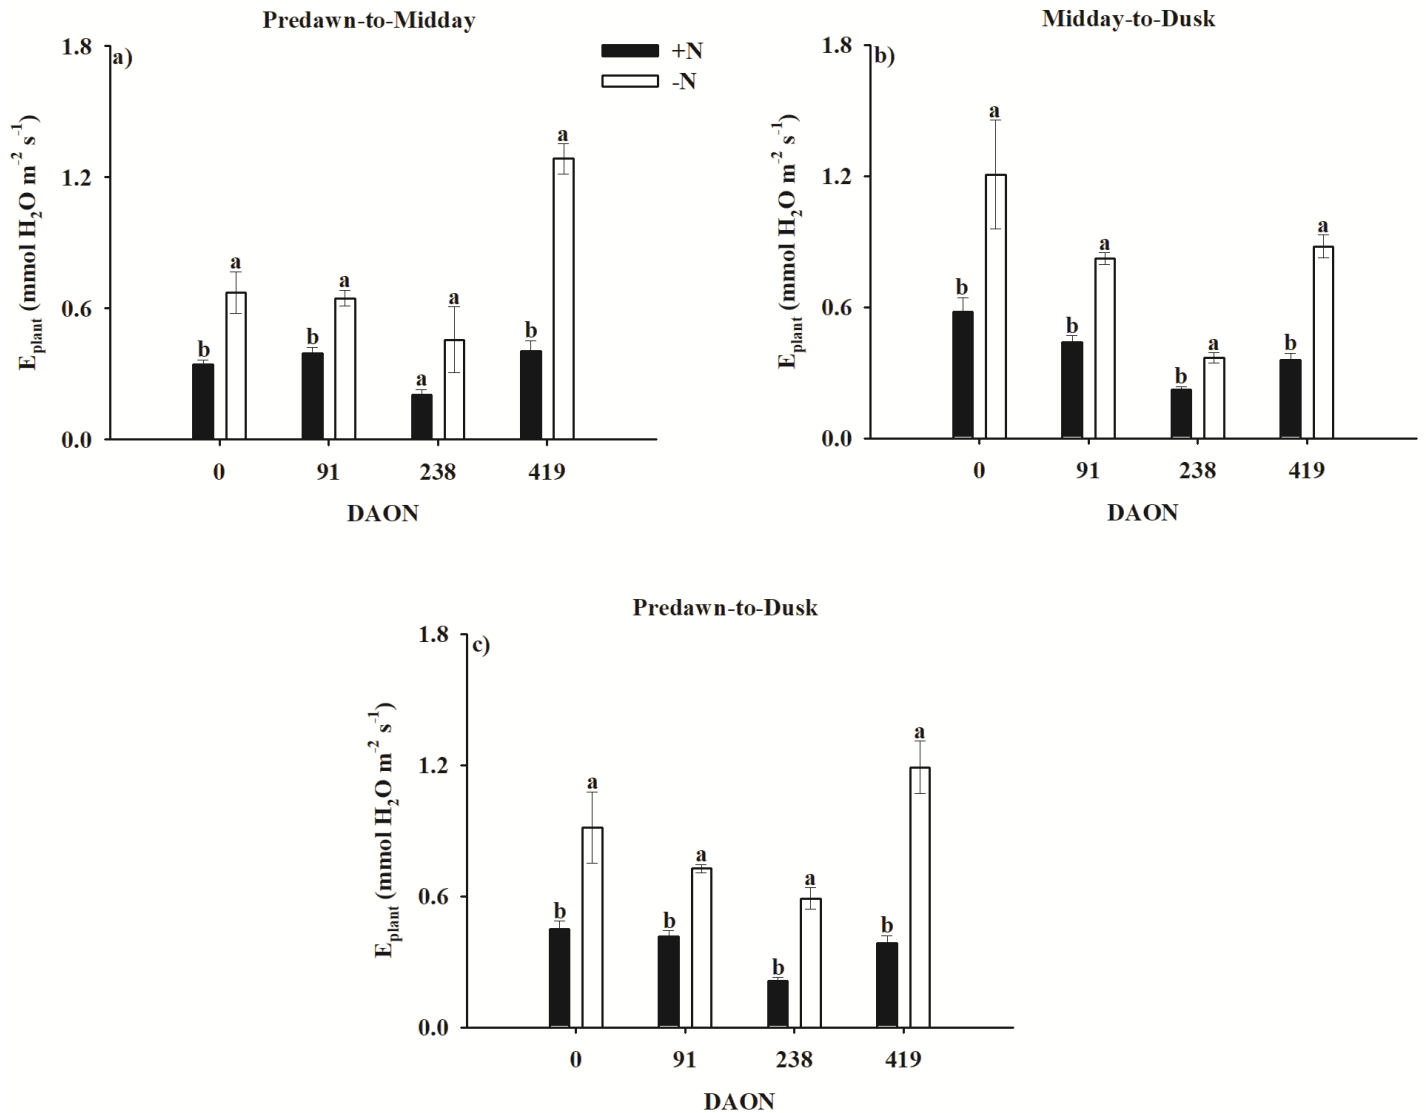 Predawn-to-Midday
1.8
a)
+N
-N
a
1.2
a
a
a
0.6
b
b
b
a
0.0
0 91 238 419
DAON
E_plant (mmol H₂O m⁻² s⁻¹)
Midday-to-Dusk
1.8
b)
a
1.2
a
a
b
0.6
b
a
b
b
0.0
0 91 238 419
DAON
E_plant (mmol H₂O m⁻² s⁻¹)
Predawn-to-Dusk
1.8
c)
a
1.2
a
a
a
0.6
b
b
b
b
0.0
0 91 238 419
DAON
E_plant (mmol H₂O m⁻² s⁻¹)